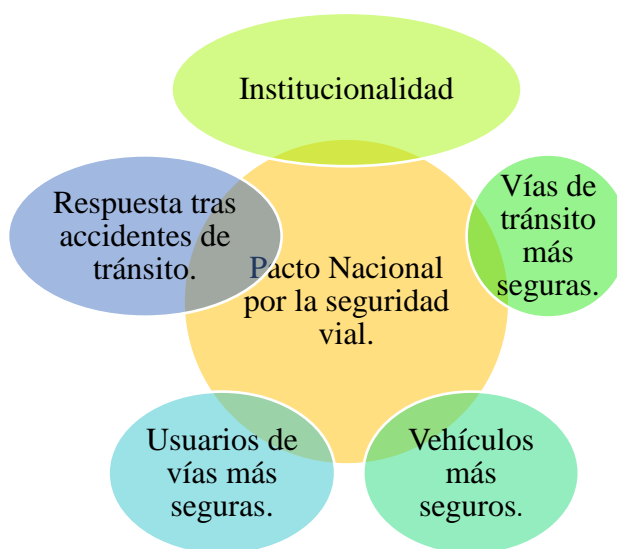 Institucionalidad
Respuesta tras
accidentes de
tránsito.
Vías de
tránsito
más
seguras.
Pacto Nacional
por la seguridad
vial.
Usuarios de
vías más
seguras.
Vehículos
más
seguros.